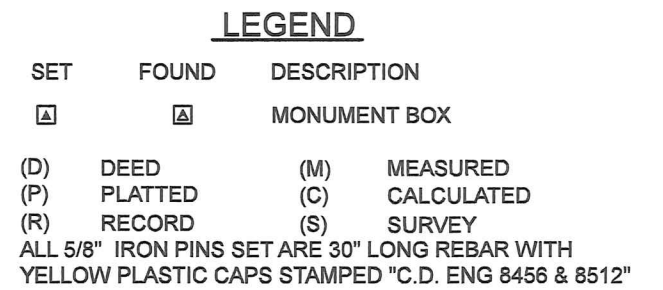 LEGEND
SET FOUND DESCRIPTION
MONUMENT BOX
(D) DEED (M) MEASURED
(P) PLATTED (C) CALCULATED
(R) RECORD (S) SURVEY
ALL 5/8" IRON PINS SET ARE 30" LONG REBAR WITH
YELLOW PLASTIC CAPS STAMPED "C.D. ENG 8456 & 8512"